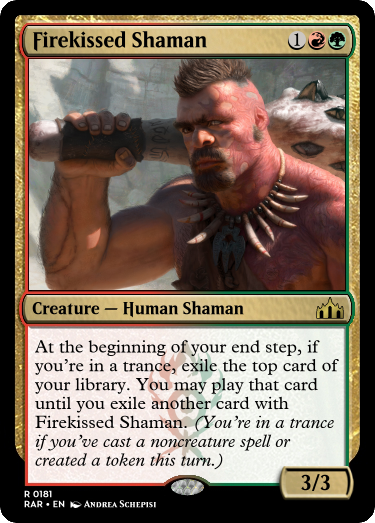 Firekissed Shaman 1
Creature — Human Shaman
At the beginning of your end step, if
you're in a trance, exile the top card of
your library. You may play that card
until you exile another card with
Firekissed Shaman. (You're in a trance
if you've cast a noncreature spell or
created a token this turn.)
3/3
R 0181
RAR • EN Andrea Schepisi